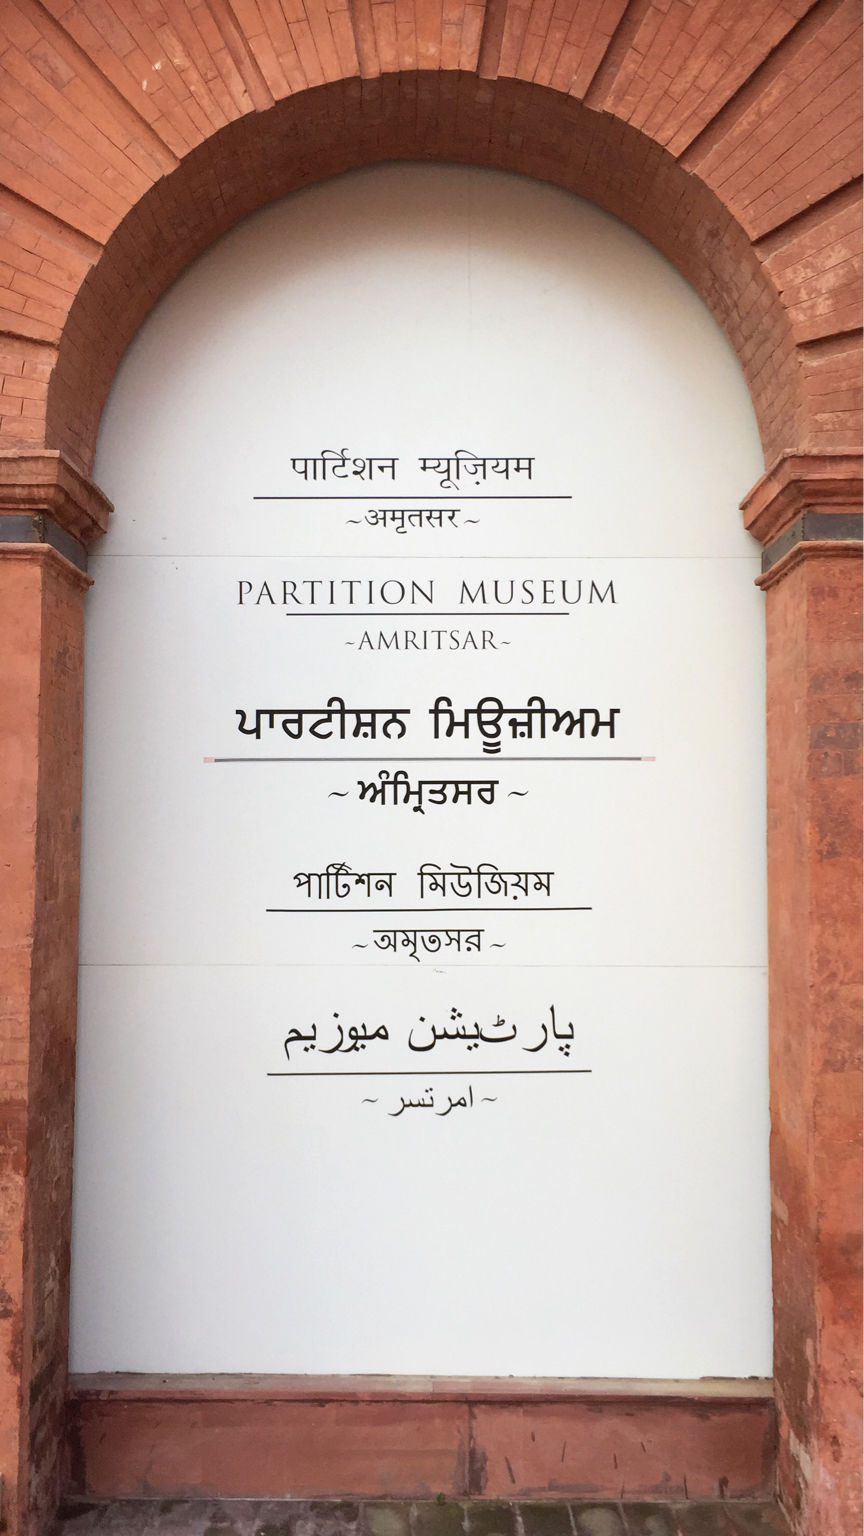 पार्टिशन म्यूज़ियम
~अमृतसर~
PARTITION MUSEUM
~AMRITSAR~
ਪਾਰਟੀਸ਼ਨ ਮਿਊਜ਼ੀਅਮ
~ ਅੰਮ੍ਰਿਤਸਰ ~
পার্টিশন মিউজিয়ম
~অমৃতসর~
پارٹیشن میوزیم
~ امرتسر ~